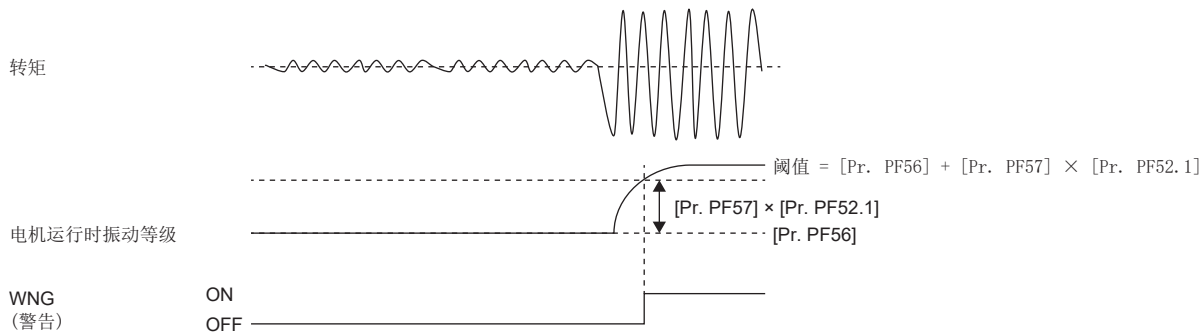 转矩
阈值 = [Pr. PF56] + [Pr. PF57] × [Pr. PF52.1]
[Pr. PF57] × [Pr. PF52.1]
电机运行时振动等级
[Pr. PF56]
WNG
(警告)
ON
OFF